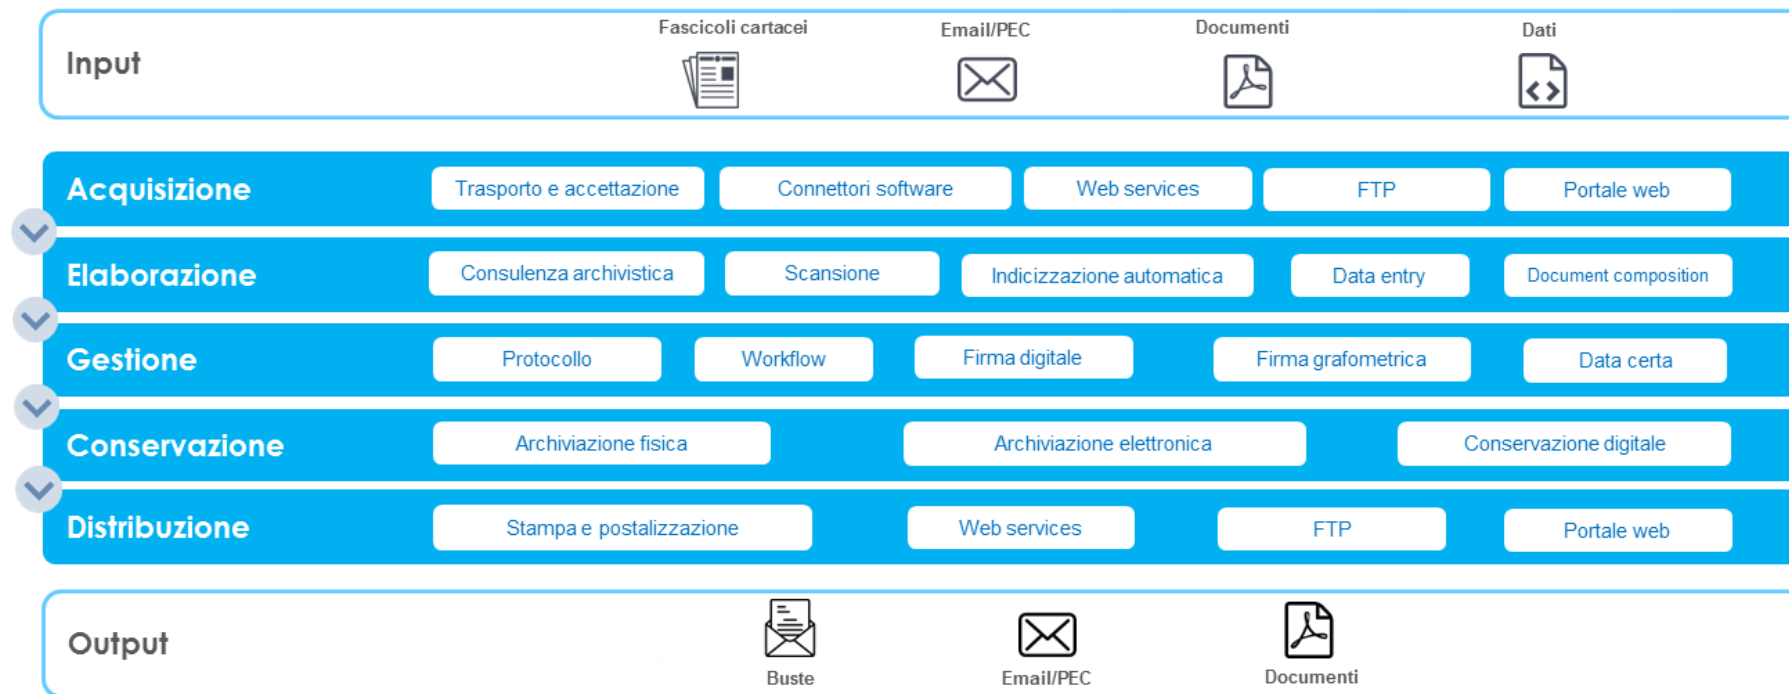 Input
Fascicoli cartacei
Email/PEC
Documenti
Dati
Acquisizione
Trasporto e accettazione
Connettori software
Web services
FTP
Portale web
Elaborazione
Consulenza archivistica
Scansione
Indicizzazione automatica
Data entry
Document composition
Gestione
Protocollo
Workflow
Firma digitale
Firma grafometrica
Data certa
Conservazione
Archiviazione fisica
Archiviazione elettronica
Conservazione digitale
Distribuzione
Stampa e postalizzazione
Web services
FTP
Portale web
Output
Buste
Email/PEC
Documenti